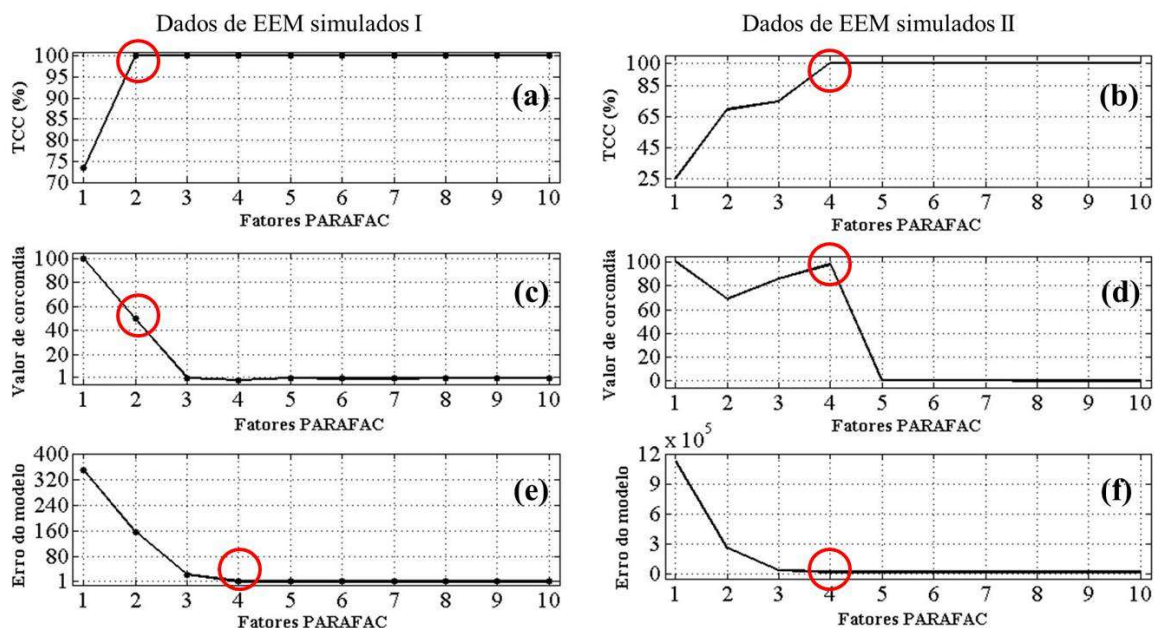 Dados de EEM simulados I
100
95
90
85
80
75
70
TCC (%)
(a)
1 2 3 4 5 6 7 8 9 10
Fatores PARAFAC
Dados de EEM simulados II
100
85
65
45
25
TCC (%)
(b)
1 2 3 4 5 6 7 8 9 10
Fatores PARAFAC
100
80
60
40
20
1
Valor de corcondia
(c)
1 2 3 4 5 6 7 8 9 10
Fatores PARAFAC
100
80
60
40
20
0
Valor de corcondia
(d)
1 2 3 4 5 6 7 8 9 10
Fatores PARAFAC
400
320
240
160
80
1
Erro do modelo
(e)
1 2 3 4 5 6 7 8 9 10
Fatores PARAFAC
x 10^5
12
9
6
3
0
Erro do modelo
(f)
1 2 3 4 5 6 7 8 9 10
Fatores PARAFAC